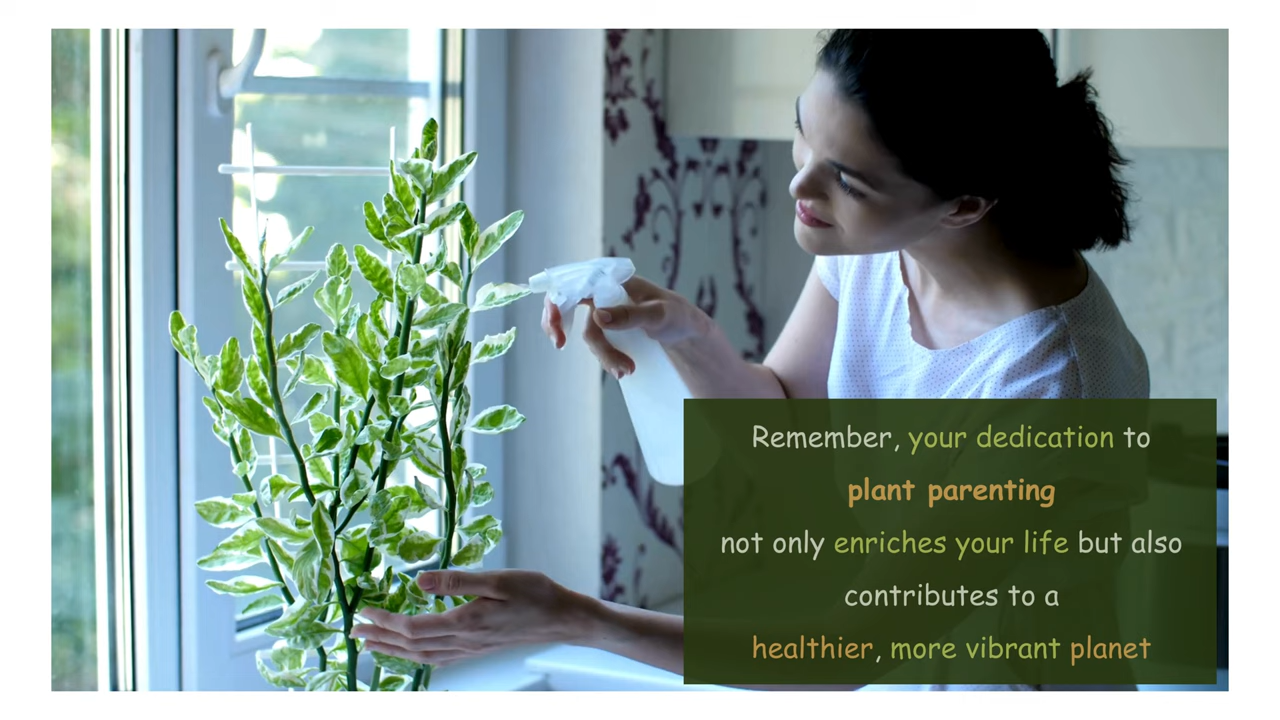 Remember, your dedication to
plant parenting
not only enriches your life but also
contributes to a
healthier, more vibrant planet